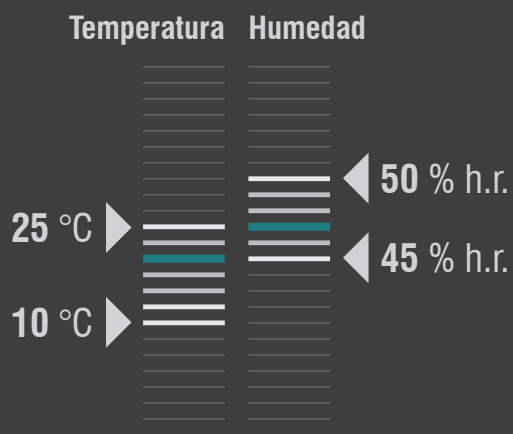 Temperatura Humedad
50 % h.r.
25 °C
45 % h.r.
10 °C